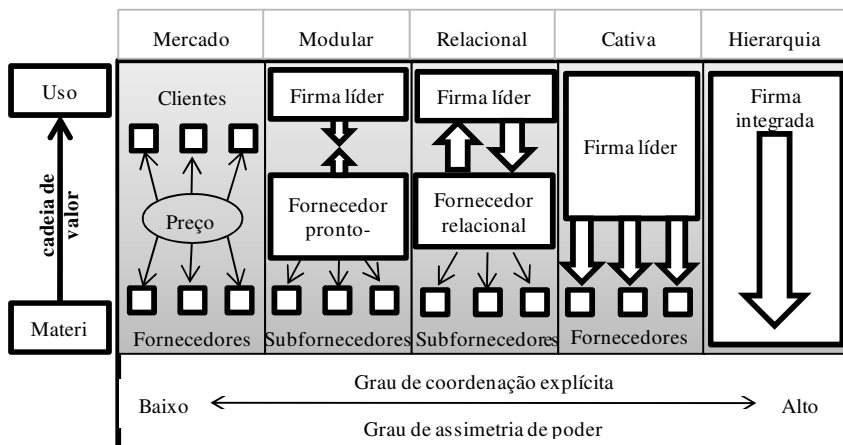 Mercado
Modular
Relacional
Cativa
Hierarquia
Uso
cadeia de
valor
Materi
Clientes
Preço
Fornecedores
Firma líder
Fornecedor
pronto-
Subfornecedores
Firma líder
Fornecedor
relacional
Subfornecedores
Firma líder
Fornecedores
Firma
integrada
Grau de coordenação explícita
Baixo
Alto
Grau de assimetria de poder